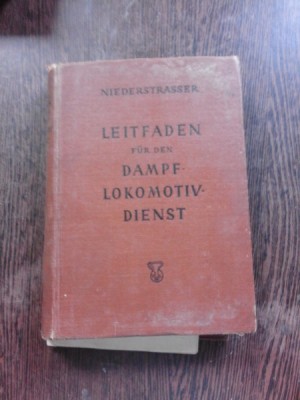 NIEDERSTRASSER
LEITFADEN
FÜR DEN
DAMPF-
LOKOMOTIV-
DIENST